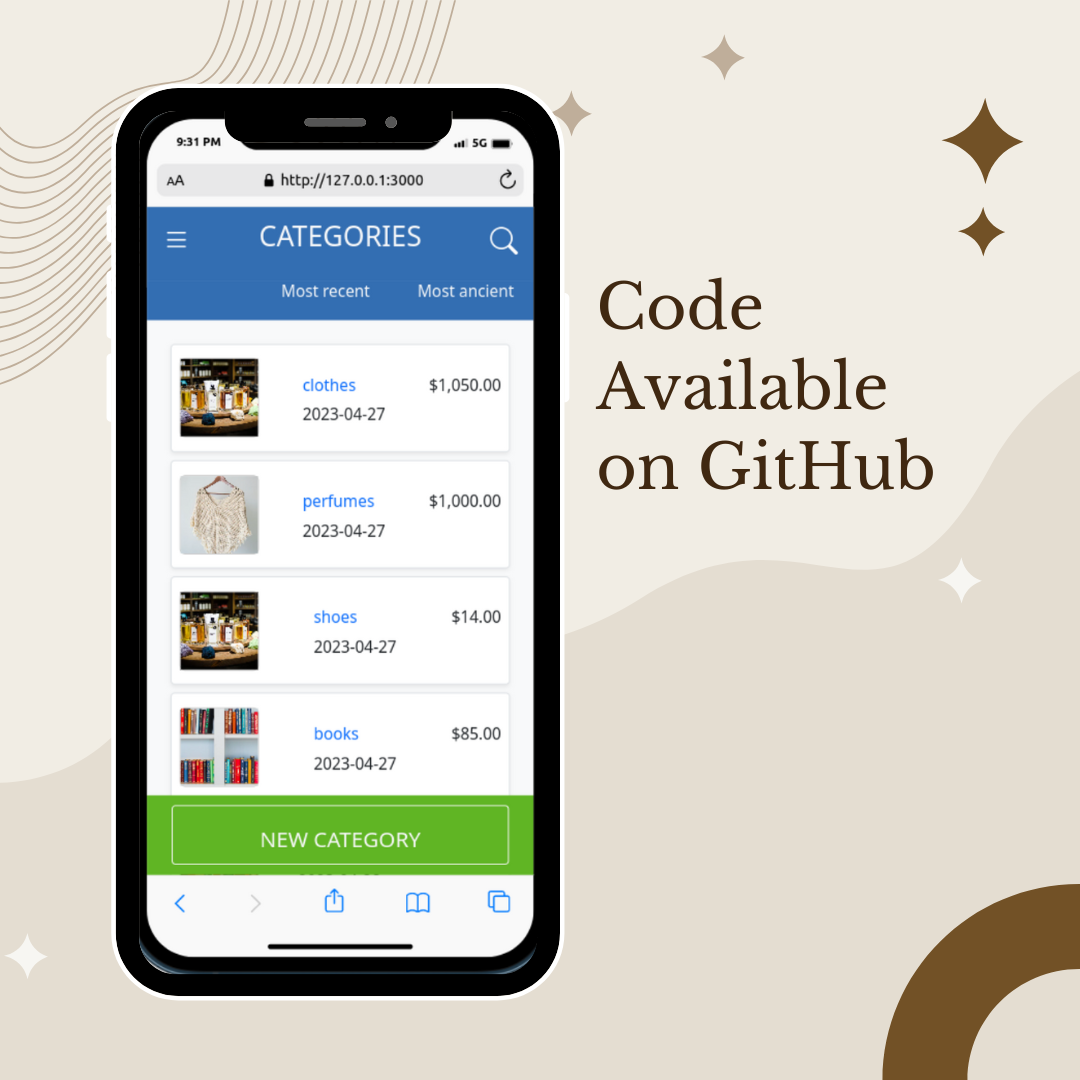 9:31 PM
5G
AA
http://127.0.0.1:3000
CATEGORIES
Most recent
Most ancient
clothes
$1,050.00
2023-04-27
perfumes
$1,000.00
2023-04-27
shoes
$14.00
2023-04-27
books
$85.00
2023-04-27
NEW CATEGORY
Code
Available
on GitHub